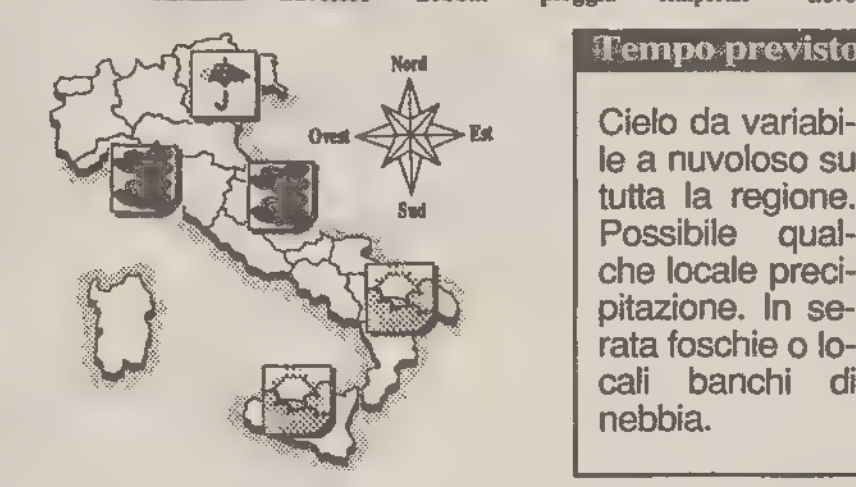 Nord
Ovest
Est
Sud
Tempo previsto
Cielo da variabi-
le a nuvoloso su
tutta la regione.
Possibile qual-
che locale preci-
pitazione. In se-
rata foschie o lo-
cali banchi di
nebbia.